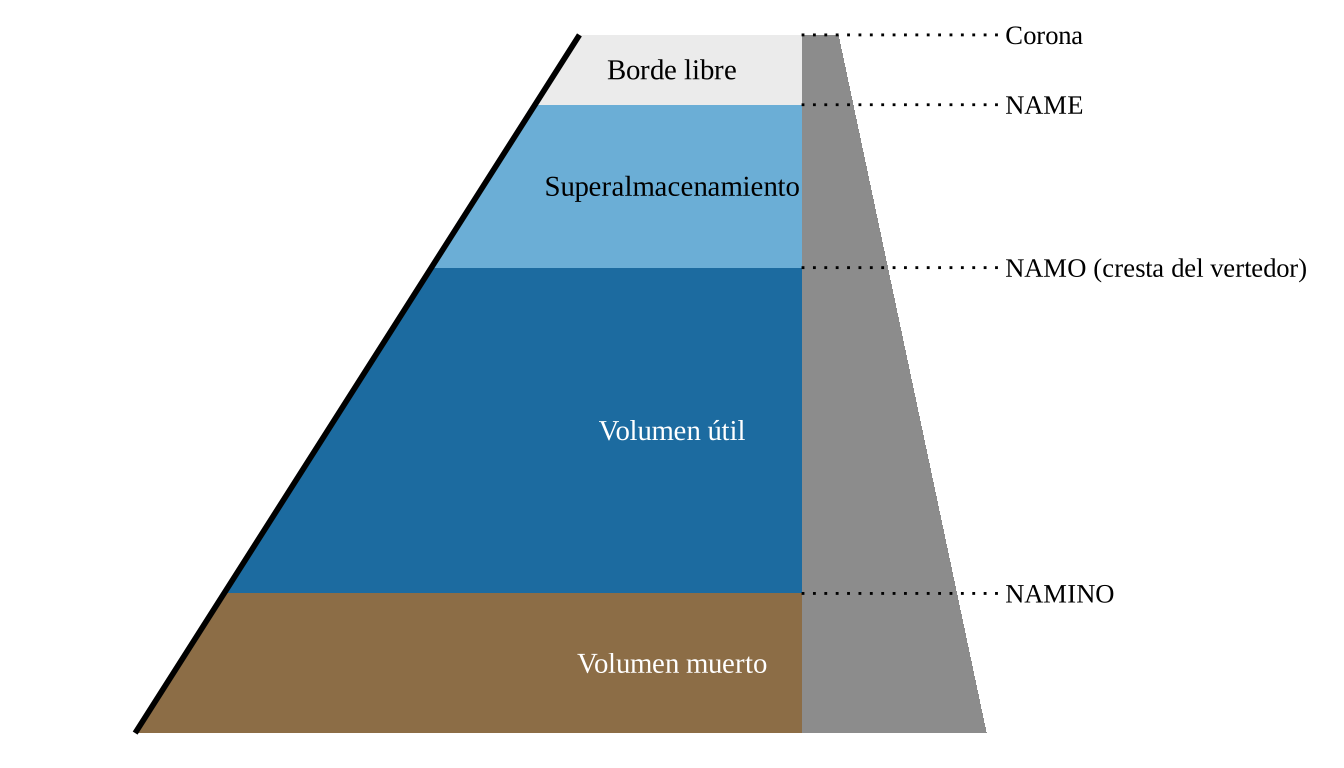 Corona
Borde libre
NAME
Superalmacenamiento
NAMO (cresta del vertedor)
Volumen útil
NAMINO
Volumen muerto